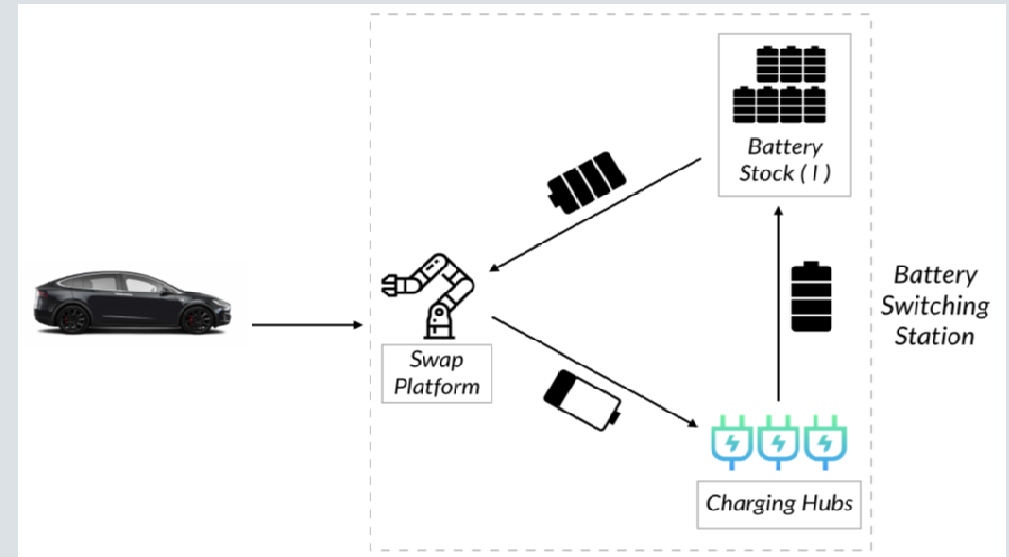 Battery
Stock ( I )
Battery
Switching
Station
Swap
Platform
Charging Hubs